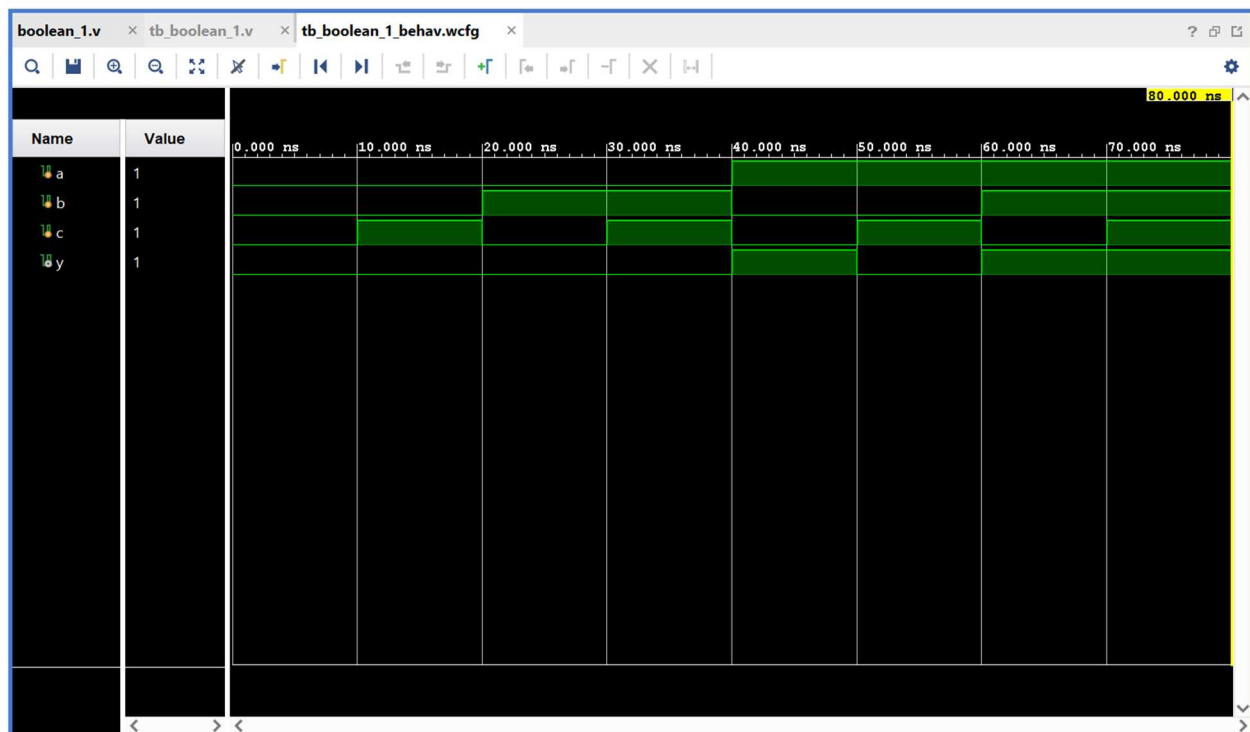 boolean_1.v × tb_boolean_1.v × tb_boolean_1_behav.wcfg × ?
80.000 ns
Name Value 0.000 ns 10.000 ns 20.000 ns 30.000 ns 40.000 ns 50.000 ns 60.000 ns 70.000 ns
a 1
b 1
c 1
y 1